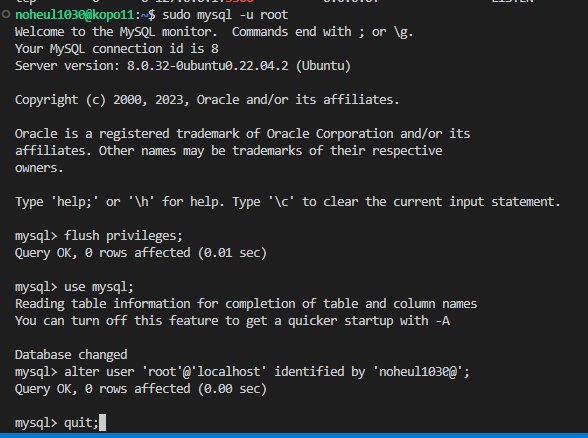 noheul1030@kopo11:~$ sudo mysql -u root
Welcome to the MySQL monitor.  Commands end with ; or \g.
Your MySQL connection id is 8
Server version: 8.0.32-0ubuntu0.22.04.2 (Ubuntu)

Copyright (c) 2000, 2023, Oracle and/or its affiliates.

Oracle is a registered trademark of Oracle Corporation and/or its
affiliates. Other names may be trademarks of their respective
owners.

Type 'help;' or '\h' for help. Type '\c' to clear the current input statement.

mysql> flush privileges;
Query OK, 0 rows affected (0.01 sec)

mysql> use mysql;
Reading table information for completion of table and column names
You can turn off this feature to get a quicker startup with -A

Database changed
mysql> alter user 'root'@'localhost' identified by 'noheul1030@';
Query OK, 0 rows affected (0.00 sec)

mysql> quit;